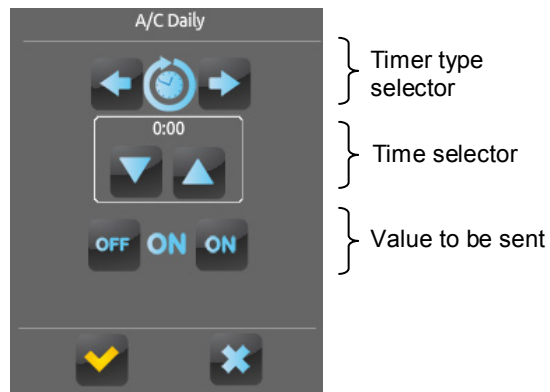 A/C Daily
Timer type
selector
0:00
Time selector
OFF ON ON
Value to be sent